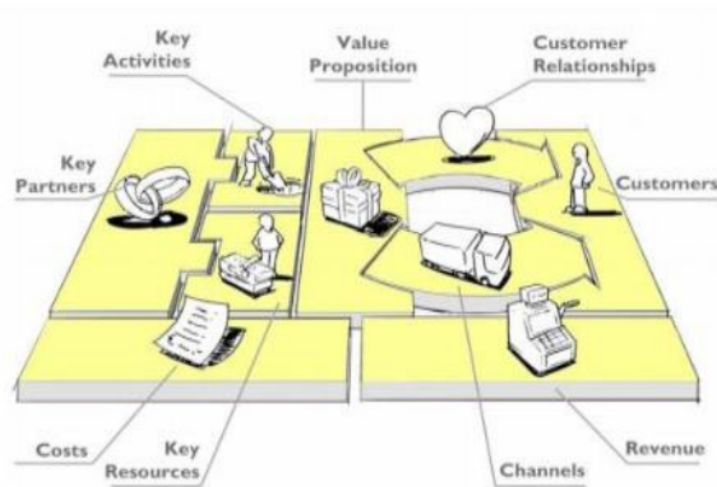 Key
Activities
Value
Proposition
Customer
Relationships
Key
Partners
Customers
Costs
Key
Resources
Channels
Revenue